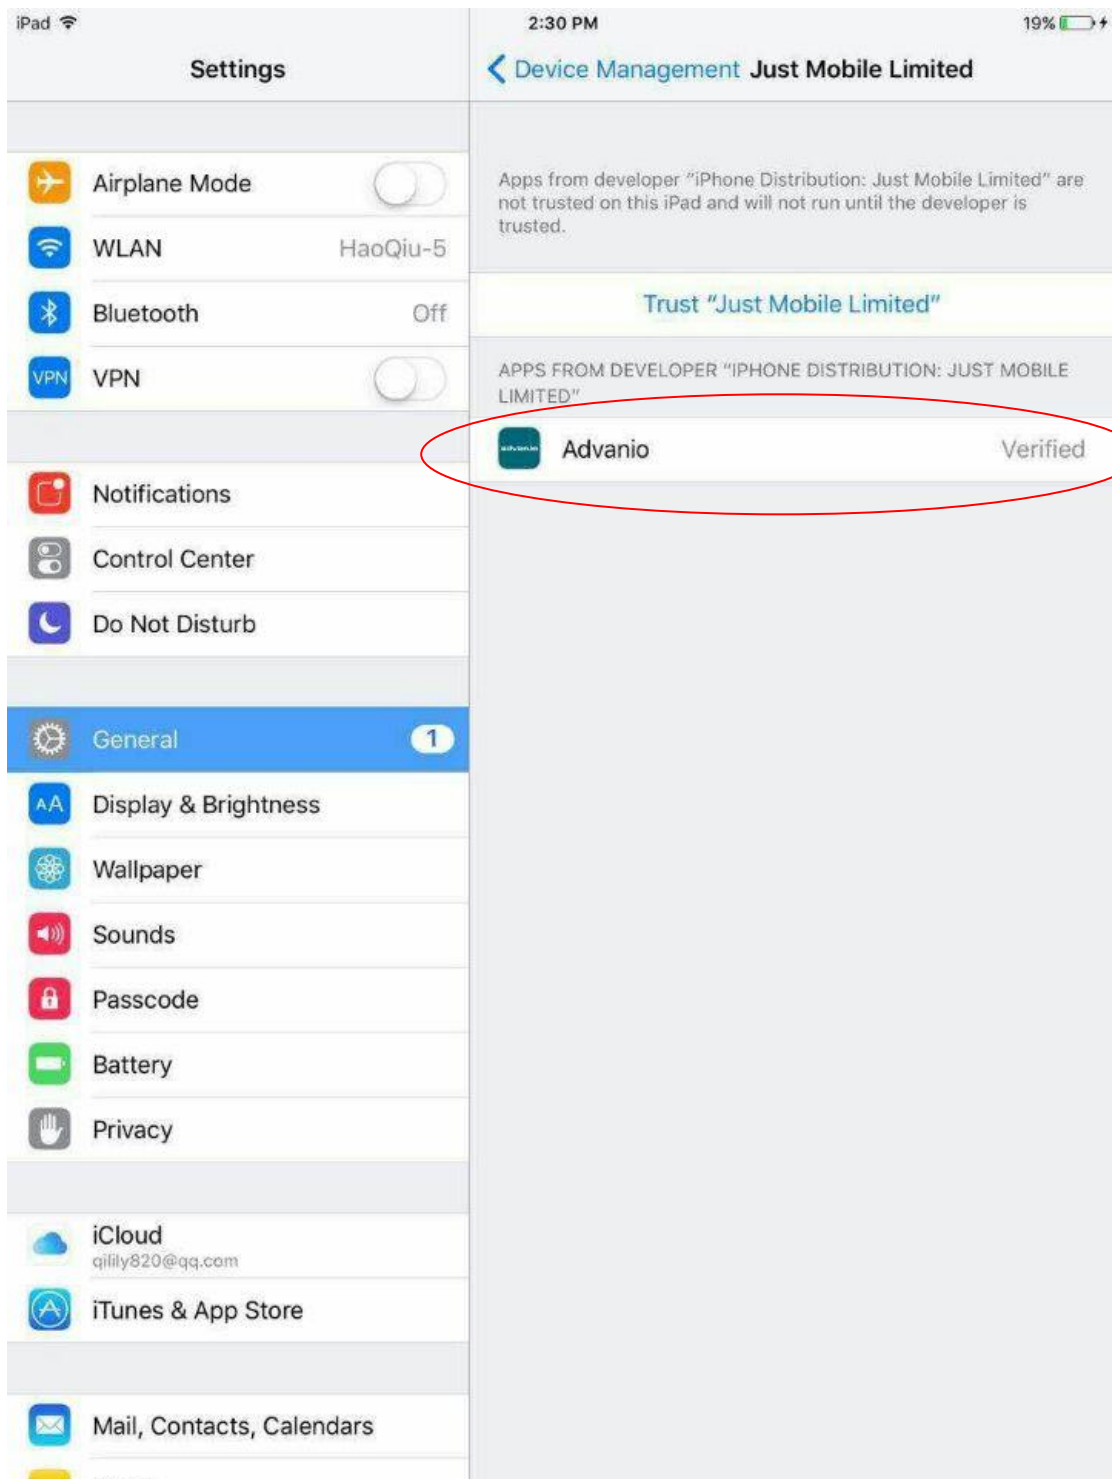 iPad
2:30 PM
19%
Settings
Device Management Just Mobile Limited
Airplane Mode
WLAN
HaoQiu-5
Bluetooth
Off
VPN
VPN
Notifications
Control Center
Do Not Disturb
General
1
AA
Display & Brightness
Wallpaper
Sounds
Passcode
Battery
Privacy
iCloud
qilily820@qq.com
iTunes & App Store
Mail, Contacts, Calendars
Apps from developer "iPhone Distribution: Just Mobile Limited" are
not trusted on this iPad and will not run until the developer is
trusted.
Trust "Just Mobile Limited"
APPS FROM DEVELOPER "IPHONE DISTRIBUTION: JUST MOBILE
LIMITED"
Advanio
Verified